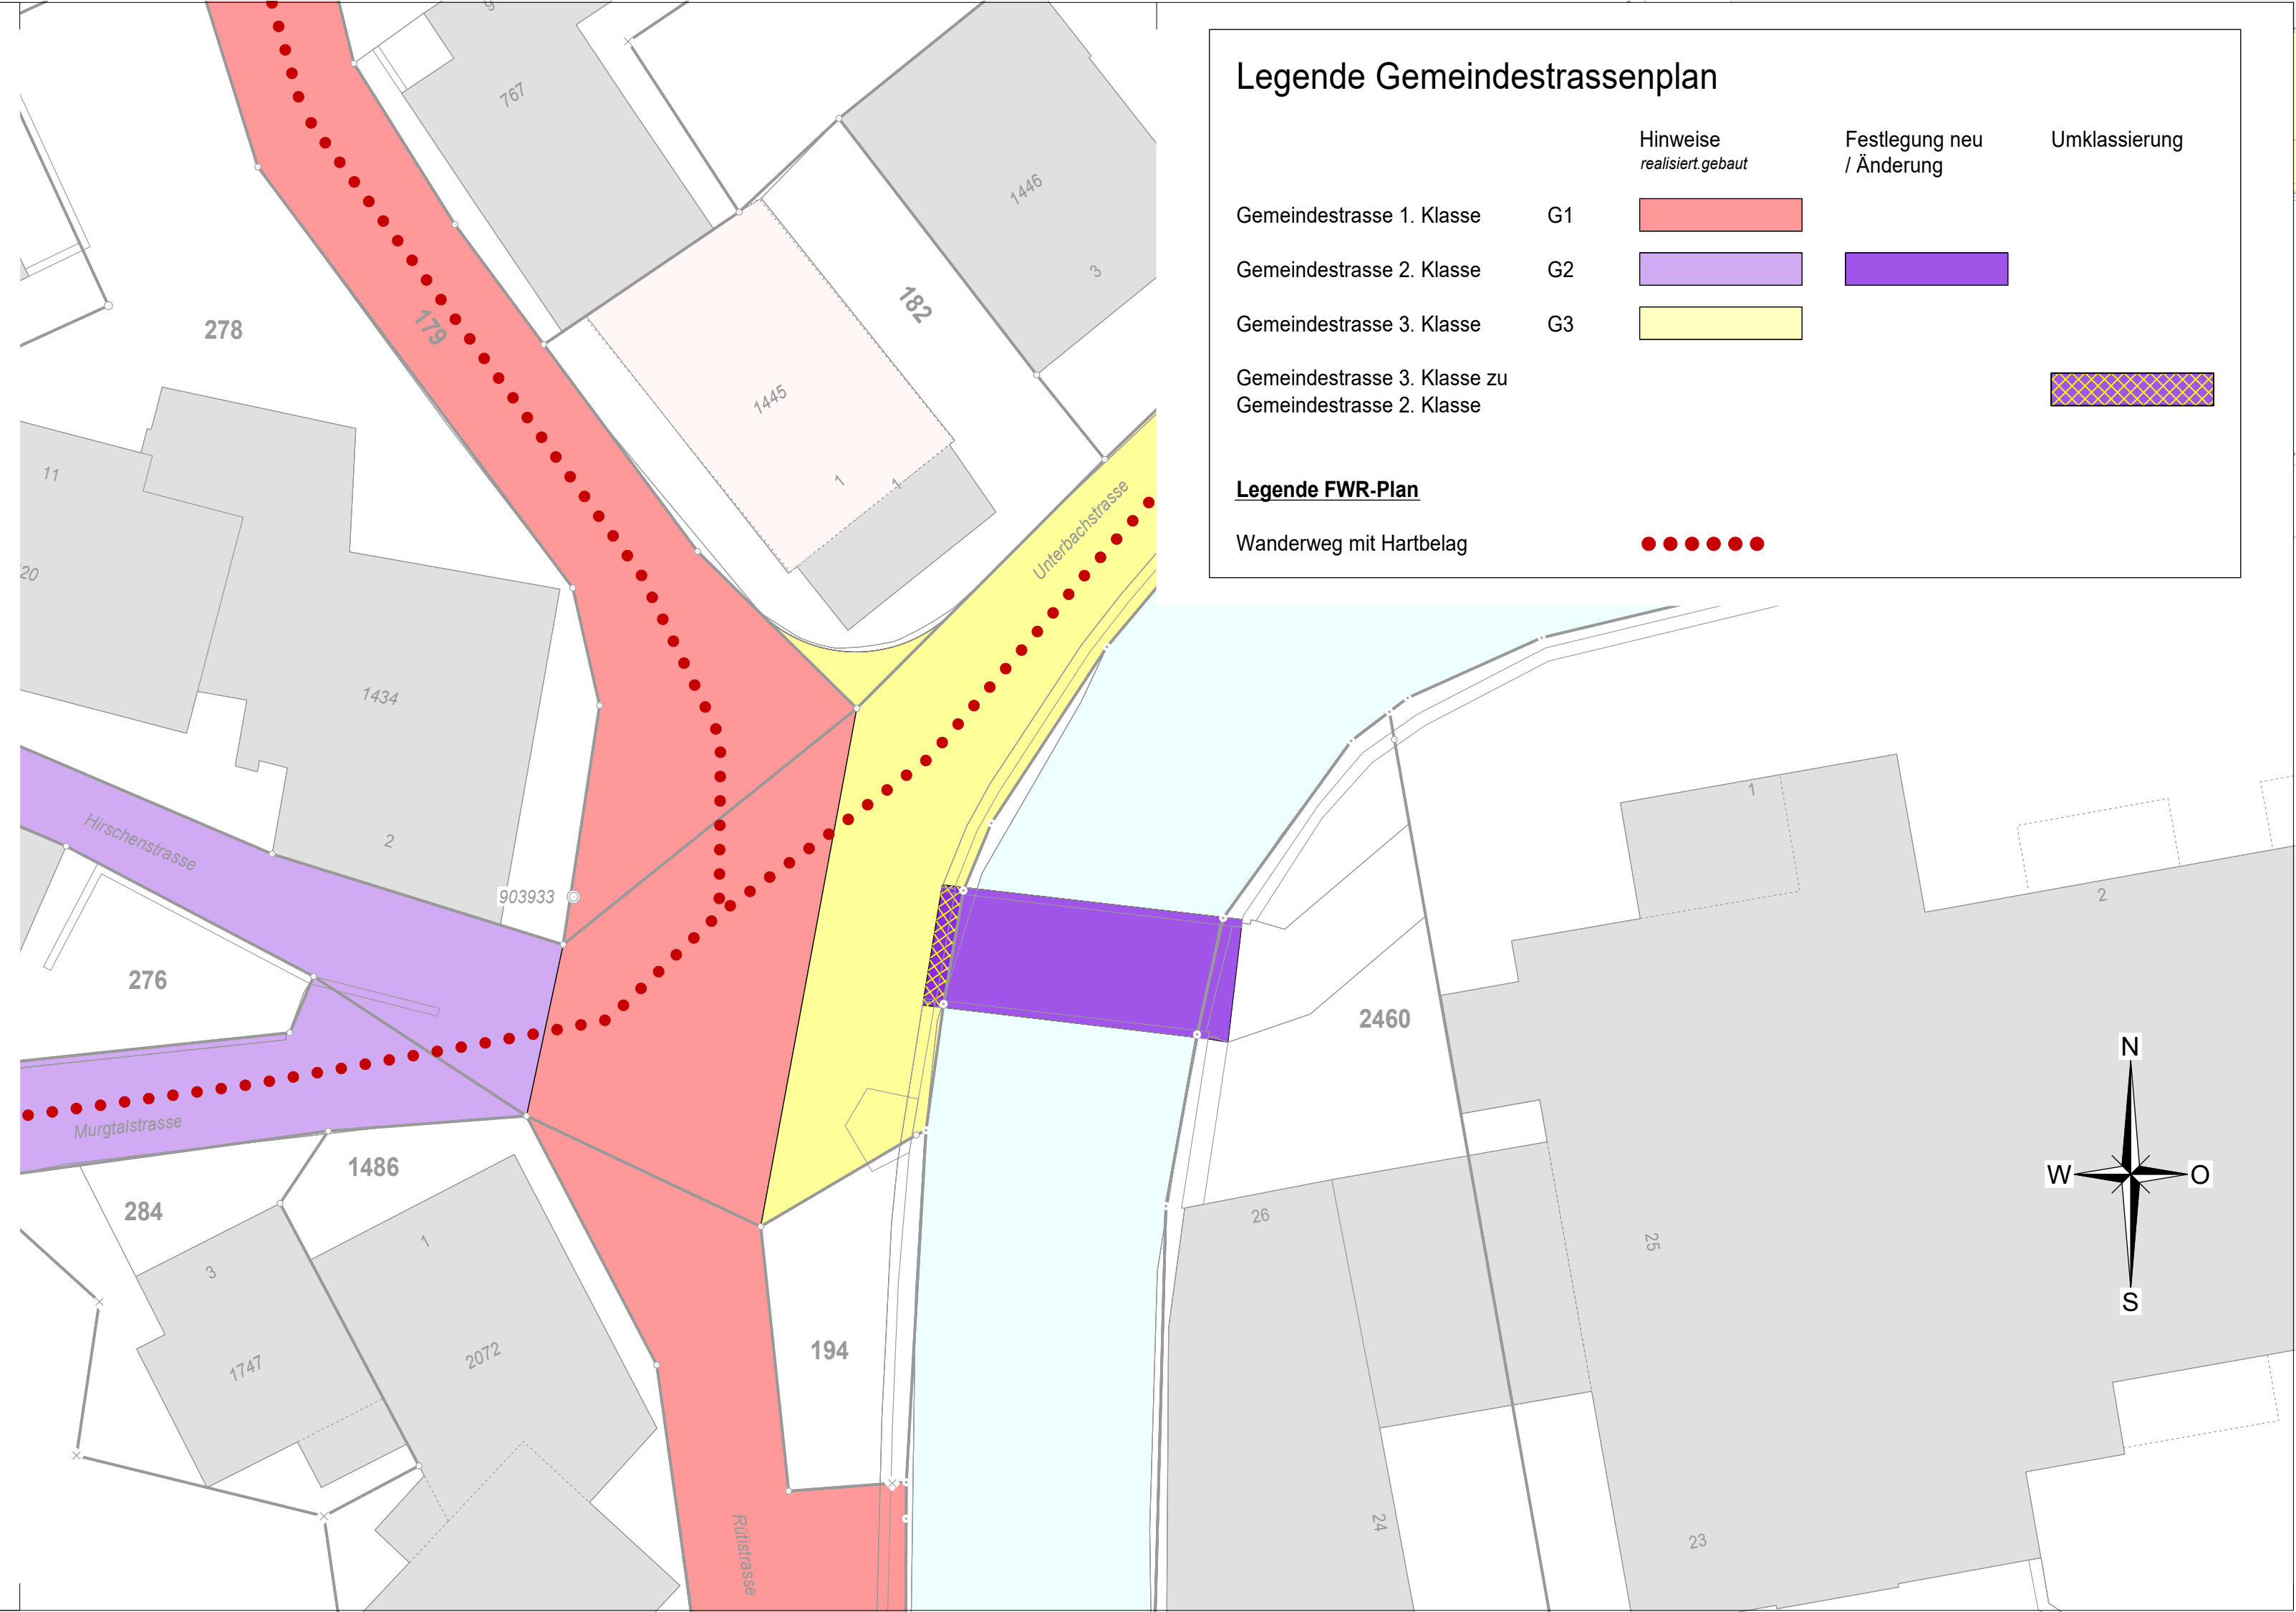 Legende Gemeindestrassenplan
Hinweise
realisiert.gebaut
Festlegung neu
/ Änderung
Umklassierung
Gemeindestrasse 1. Klasse G1
Gemeindestrasse 2. Klasse G2
Gemeindestrasse 3. Klasse G3
Gemeindestrasse 3. Klasse zu
Gemeindestrasse 2. Klasse
Legende FWR-Plan
Wanderweg mit Hartbelag
767
1446
3
182
278
179
1445
1
1
11
20
Unterbachstrasse
1434
2
Hirschenstrasse
903933
276
Murgtalstrasse
1486
284
3
1
1747
2072
194
Rütistrasse
2460
1
2
26
25
24
23
N
W
O
S